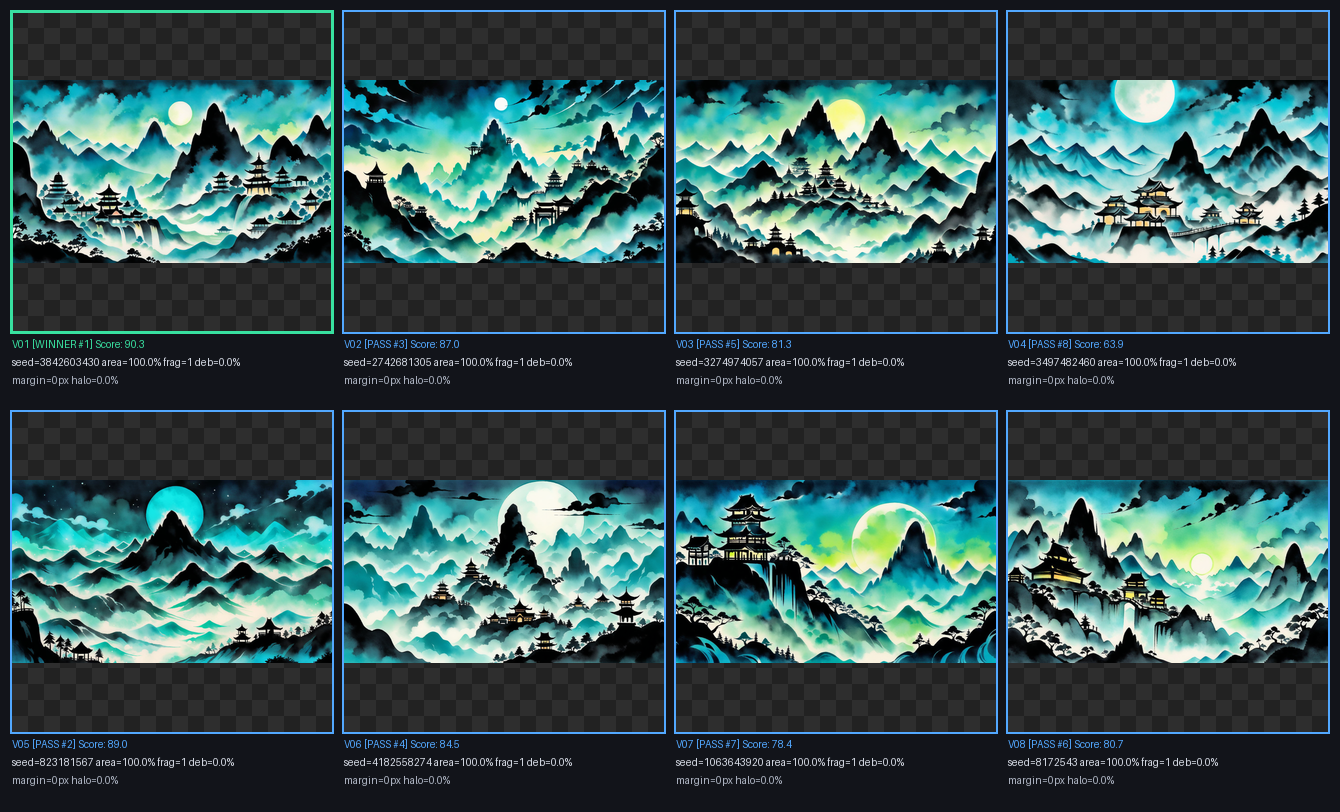 V01 [WINNER #1] Score: 90.3
seed=3842603430 area=100.0% frag=1 deb=0.0%
margin=0px halo=0.0%
V02 [PASS #3] Score: 87.0
seed=2742681305 area=100.0% frag=1 deb=0.0%
margin=0px halo=0.0%
V03 [PASS #5] Score: 81.3
seed=3274974057 area=100.0% frag=1 deb=0.0%
margin=0px halo=0.0%
V04 [PASS #8] Score: 63.9
seed=3497482460 area=100.0% frag=1 deb=0.0%
margin=0px halo=0.0%
V05 [PASS #2] Score: 89.0
seed=823181567 area=100.0% frag=1 deb=0.0%
margin=0px halo=0.0%
V06 [PASS #4] Score: 84.5
seed=4182558274 area=100.0% frag=1 deb=0.0%
margin=0px halo=0.0%
V07 [PASS #7] Score: 78.4
seed=1063643920 area=100.0% frag=1 deb=0.0%
margin=0px halo=0.0%
V08 [PASS #6] Score: 80.7
seed=8172543 area=100.0% frag=1 deb=0.0%
margin=0px halo=0.0%